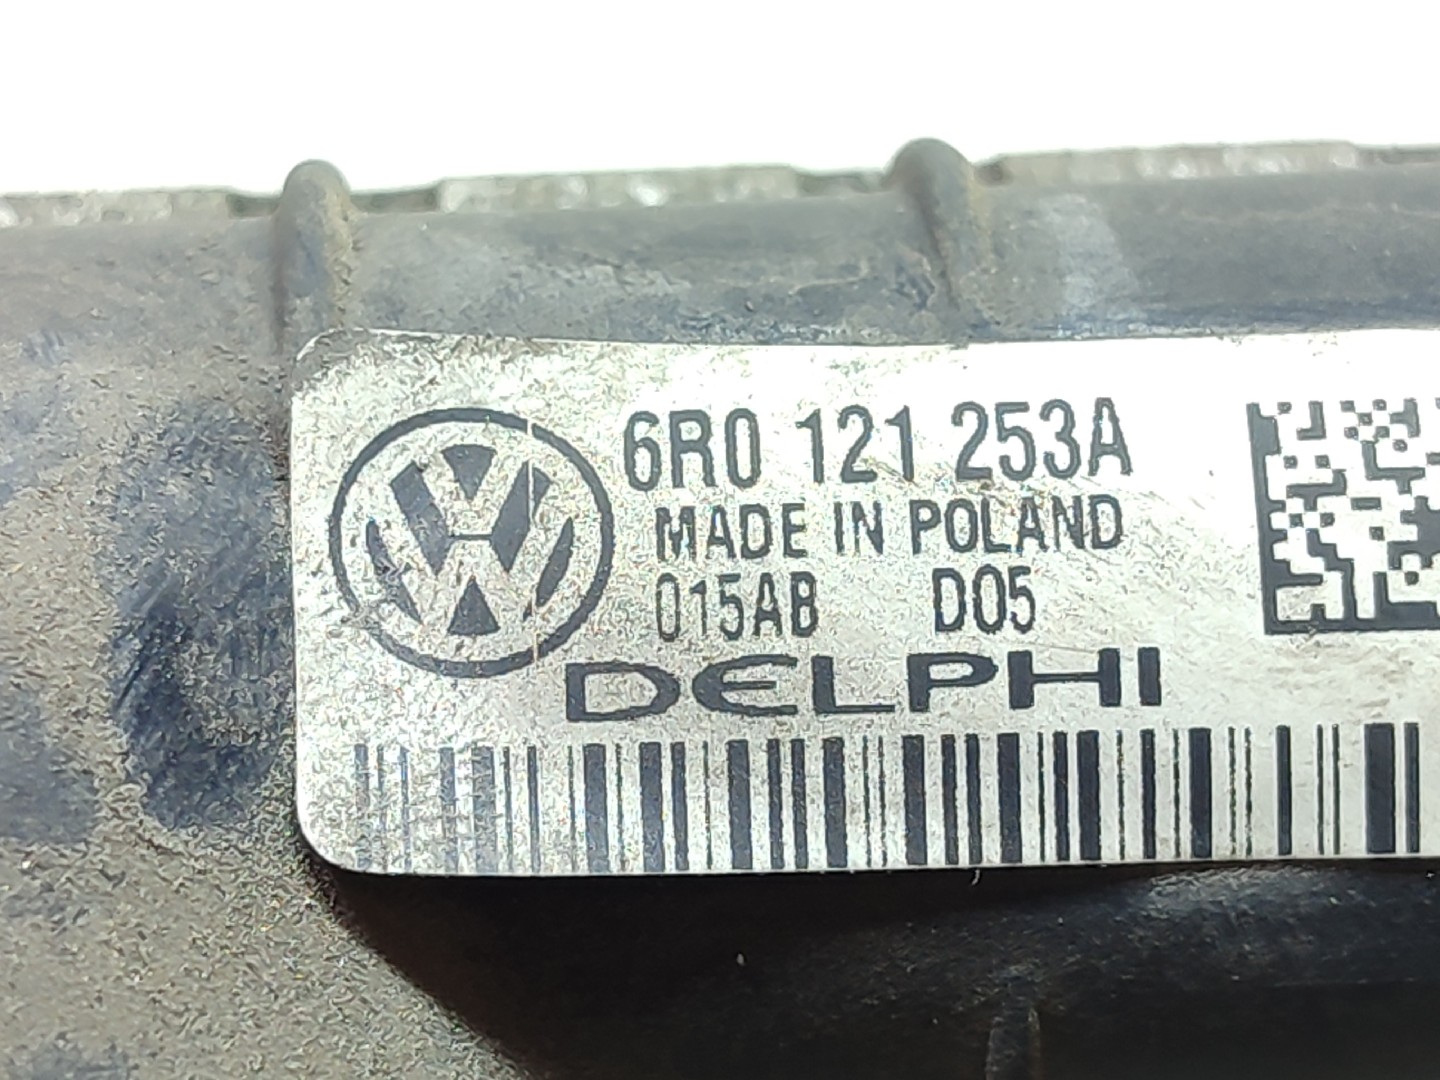 6R0 121 253A
MADE IN POLAND
015AB D05
DELPHI